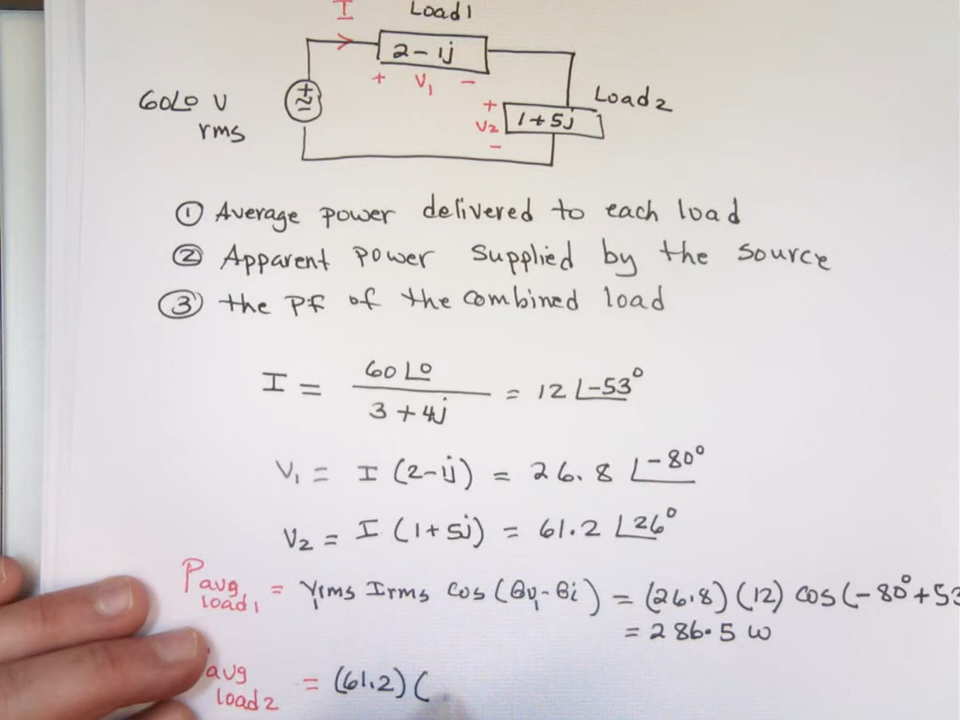 I Load1
2-1j
+ V1 -
60∠0 V
rms
+
V2
-
1+5j
Load2
① Average power delivered to each load
② Apparent power supplied by the source
③ the PF of the combined load
I = 60∠0 / 3+4j = 12∠-53°
V1 = I (2-1j) = 26.8 ∠-80°
V2 = I (1+5j) = 61.2 ∠26°
Pavg load1 = V1rms Irms cos(θv1-θi) = (26.8)(12) cos(-80°+53
= 286.5 w
avg load2 = (61.2)(